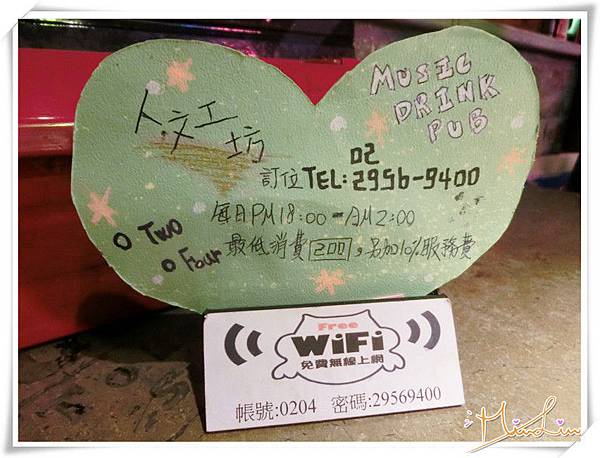 人文工坊
MUSIC
DRINK
PUB
02
訂位TEL:2956-9400
每日PM18:00-AM2:00
最低消費200,另加10%服務費
0 Two
0 Four
Free
WiFi
免費無線上網
帳號:0204 密碼:29569400